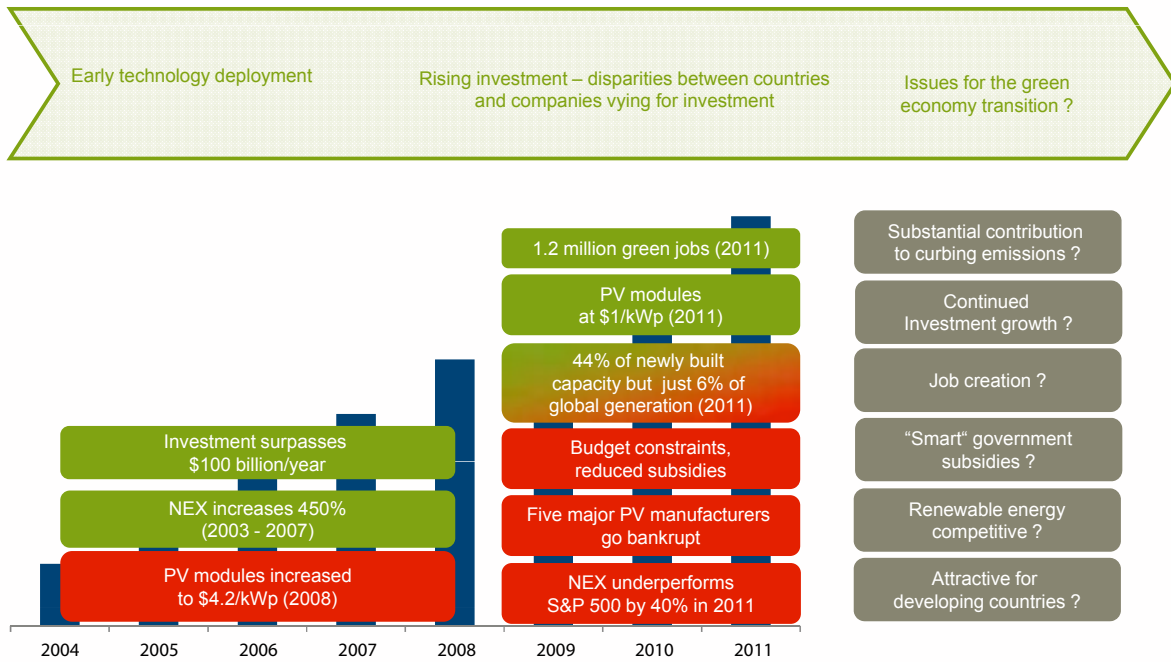 Early technology deployment
Rising investment – disparities between countries
and companies vying for investment
Issues for the green
economy transition ?
Investment surpasses
$100 billion/year
NEX increases 450%
(2003 - 2007)
PV modules increased
to $4.2/kWp (2008)
1.2 million green jobs (2011)
PV modules
at $1/kWp (2011)
44% of newly built
capacity but just 6% of
global generation (2011)
Budget constraints,
reduced subsidies
Five major PV manufacturers
go bankrupt
NEX underperforms
S&P 500 by 40% in 2011
Substantial contribution
to curbing emissions ?
Continued
Investment growth ?
Job creation ?
“Smart“ government
subsidies ?
Renewable energy
competitive ?
Attractive for
developing countries ?
2004 2005 2006 2007 2008 2009 2010 2011